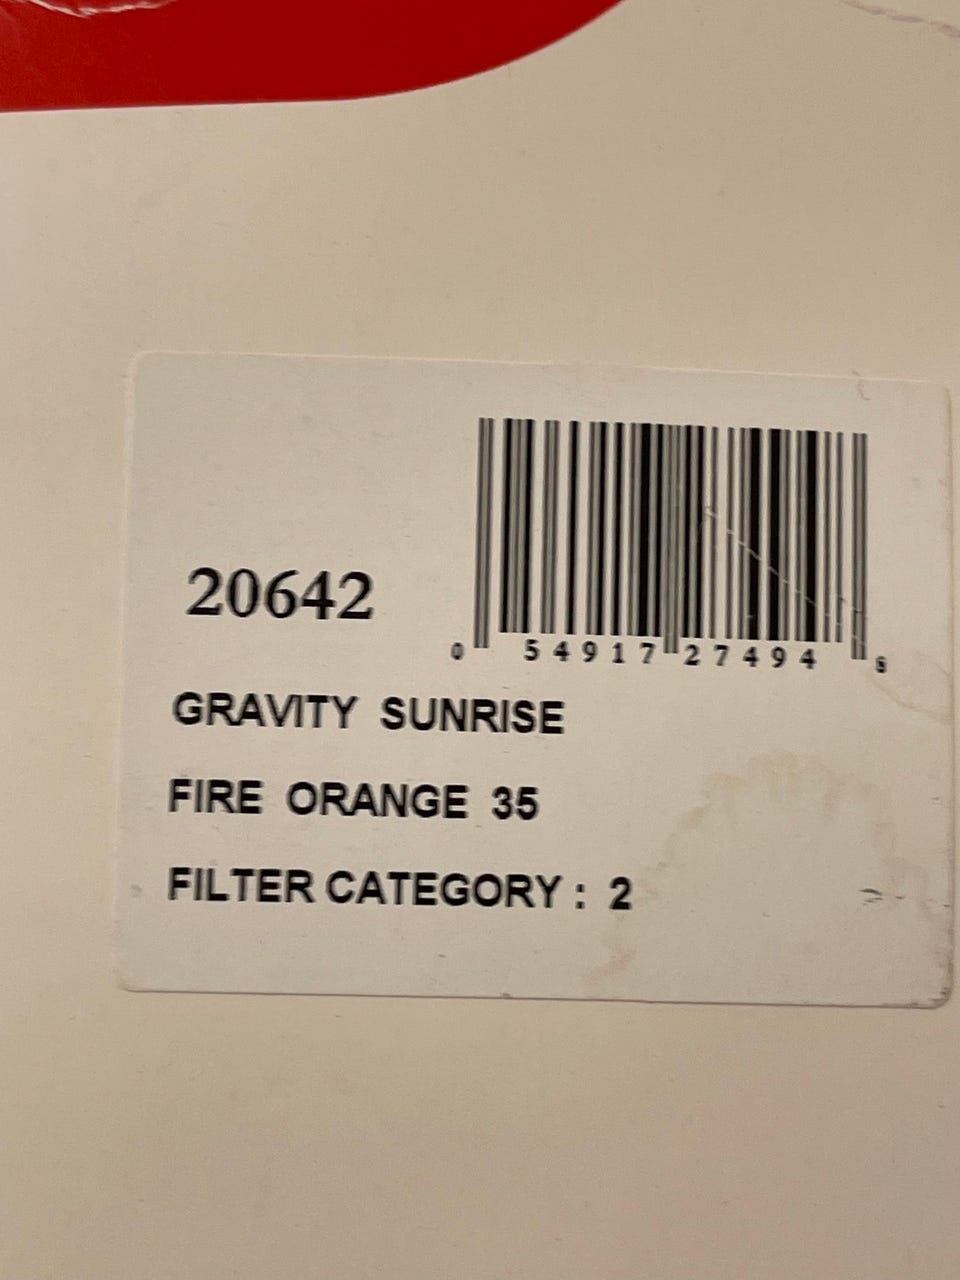 20642
0 54917 27494 8
GRAVITY SUNRISE
FIRE ORANGE 35
FILTER CATEGORY : 2